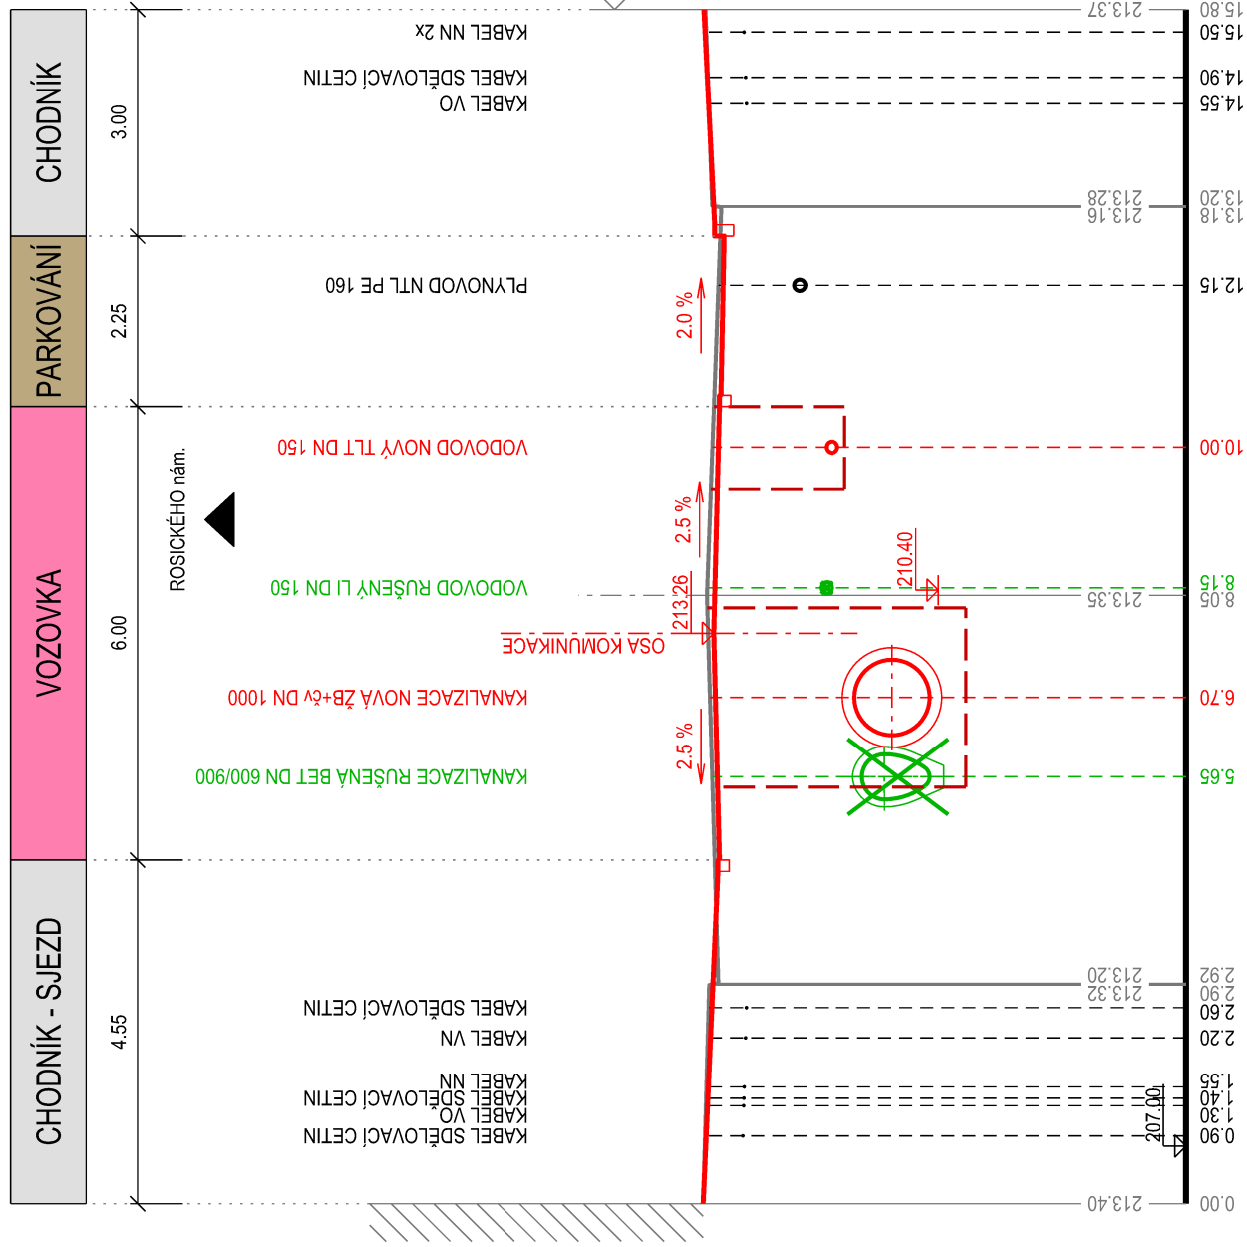 CHODNÍK
PARKOVÁNÍ
VOZOVKA
CHODNÍK - SJEZD
3.00
2.25
6.00
4.55
ROSICKÉHO nám.
KABEL NN 2x
KABEL SDĚLOVACÍ CETIN
KABEL VO
PLYNOVOD NTL PE 160
VODOVOD NOVÝ TLT DN 150
VODOVOD RUŠENÝ LI DN 150
OSA KOMUNIKACE
KANALIZACE NOVÁ ŽB+čv DN 1000
KANALIZACE RUŠENÁ BET DN 600/900
KABEL SDĚLOVACÍ CETIN
KABEL VN
KABEL NN
KABEL SDĚLOVACÍ CETIN
KABEL VO
KABEL SDĚLOVACÍ CETIN
2.0 %
2.5 %
213.26
2.5 %
210.40
207.00
213.37
213.28
213.16
213.35
213.20
213.32
213.40
15.80
15.50
14.90
14.55
13.20
13.18
12.15
10.00
8.15
8.05
6.70
5.65
2.92
2.90
2.60
2.20
1.55
1.40
1.30
0.90
0.00